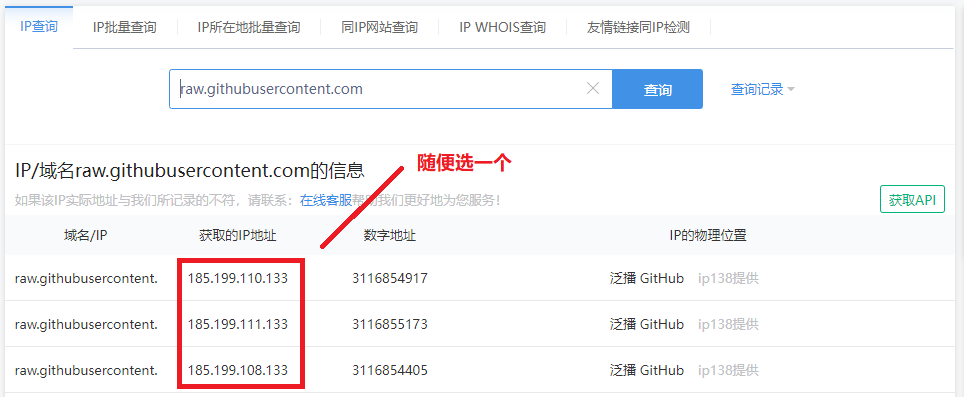 IP查询 IP批量查询 IP所在地批量查询 同IP网站查询 IP WHOIS查询 友情链接同IP检测
raw.githubusercontent.com 查询 查询记录
随便选一个
IP/域名raw.githubusercontent.com的信息
如果该IP实际地址与我们所记录的不符，请联系：在线客服帮助我们更好地为您服务！ 获取API
域名/IP 获取的IP地址 数字地址 IP的物理位置
raw.githubusercontent. 185.199.110.133 3116854917 泛播 GitHub ip138提供
raw.githubusercontent. 185.199.111.133 3116855173 泛播 GitHub ip138提供
raw.githubusercontent. 185.199.108.133 3116854405 泛播 GitHub ip138提供